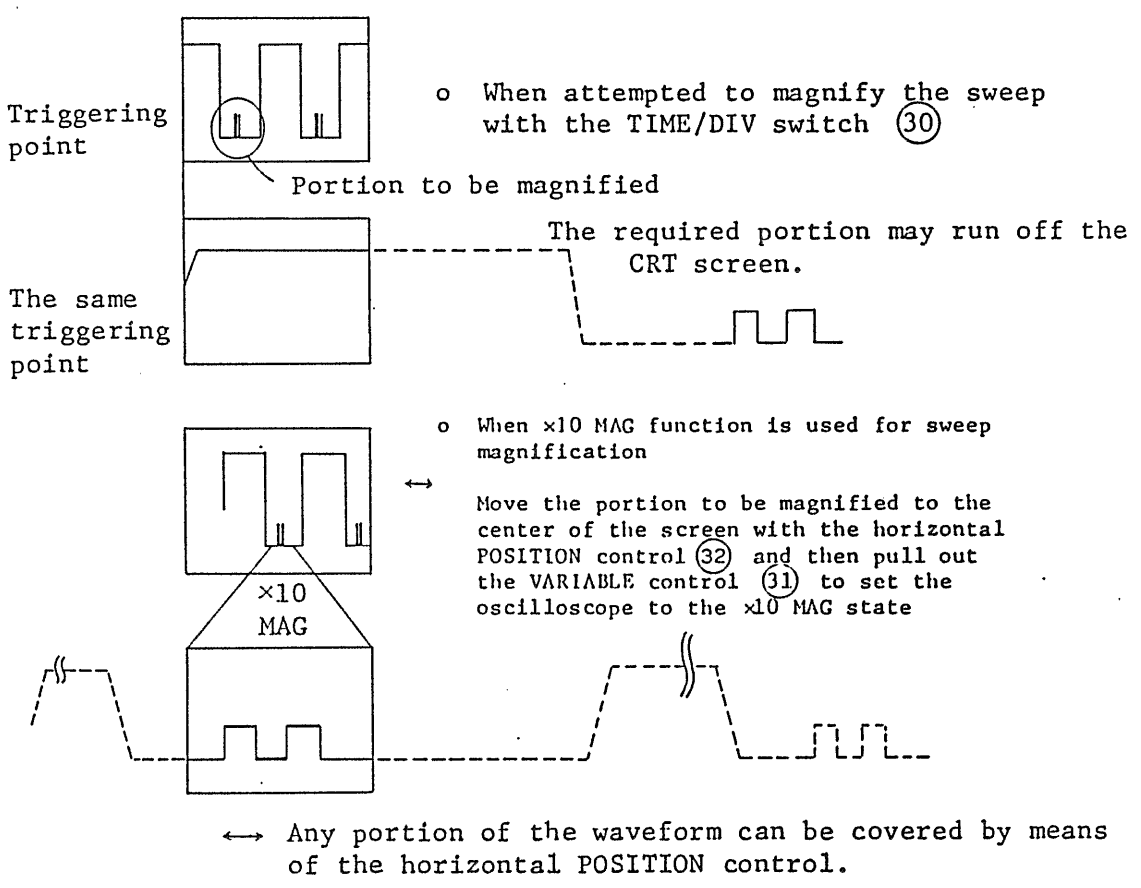 Triggering
point
o When attempted to magnify the sweep
with the TIME/DIV switch (30)
Portion to be magnified
The required portion may run off the
CRT screen.
The same
triggering
point
o When ×10 MAG function is used for sweep
magnification
Move the portion to be magnified to the
center of the screen with the horizontal
POSITION control (32) and then pull out
the VARIABLE control (31) to set the
oscilloscope to the ×10 MAG state
×10
MAG
↔ Any portion of the waveform can be covered by means
of the horizontal POSITION control.